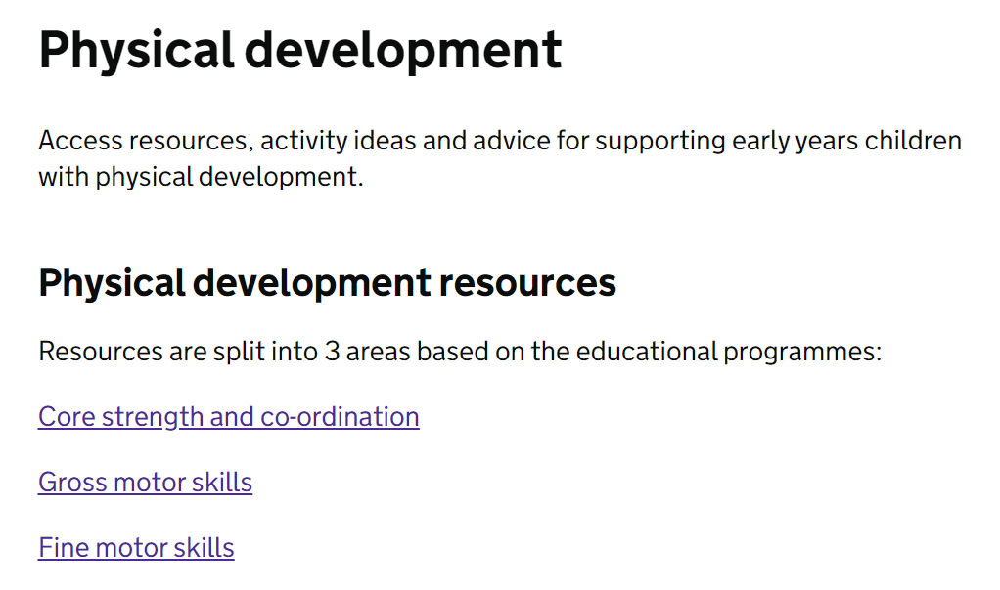 Physical development
Access resources, activity ideas and advice for supporting early years children
with physical development.
Physical development resources
Resources are split into 3 areas based on the educational programmes:
Core strength and co-ordination
Gross motor skills
Fine motor skills